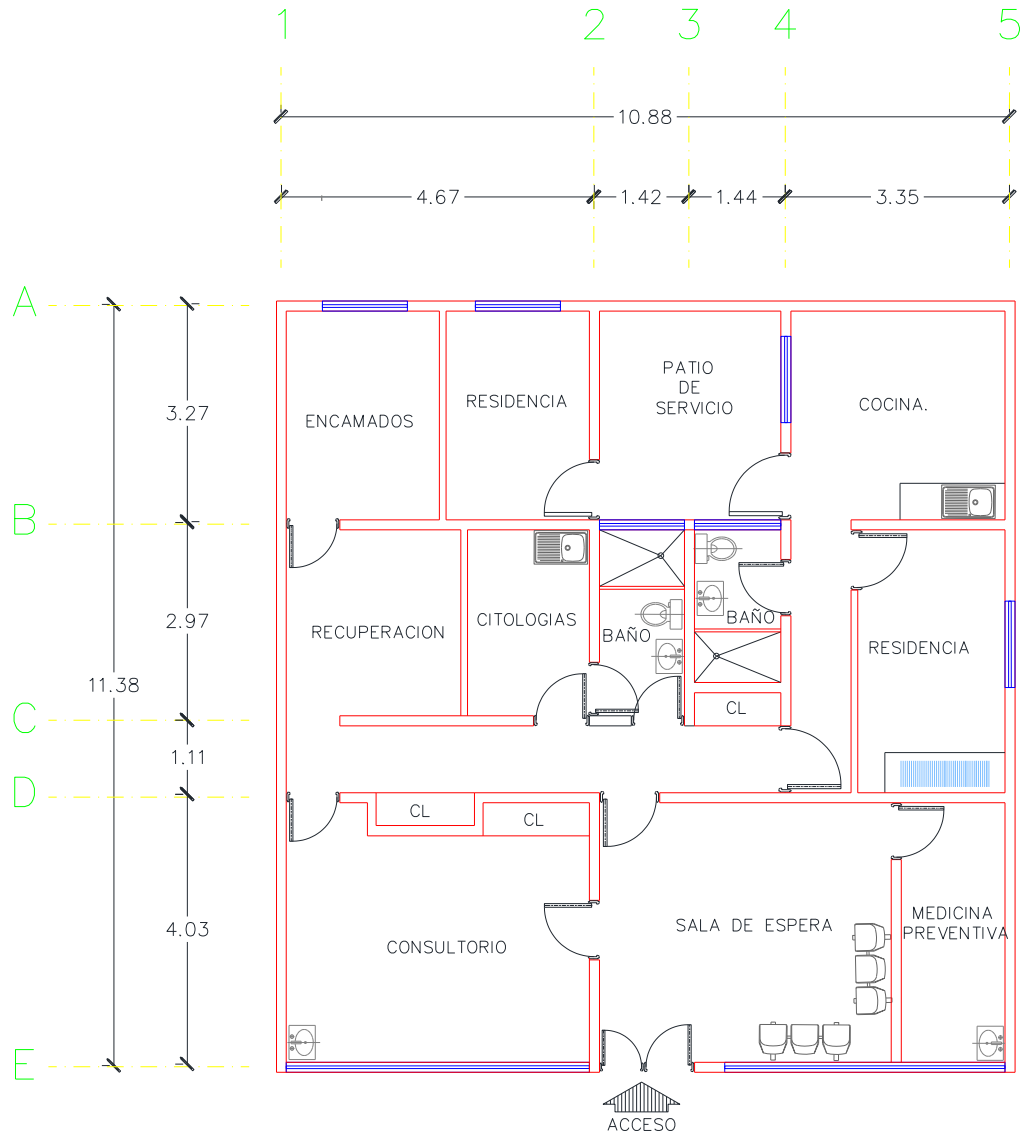 1 2 3 4 5
10.88
4.67 1.42 1.44 3.35
A
B
C
D
E
3.27
2.97
11.38
1.11
4.03
ENCAMADOS
RESIDENCIA
PATIO
DE
SERVICIO
COCINA.
RECUPERACION
CITOLOGIAS
BAÑO
BAÑO
RESIDENCIA
CL
CL
CL
CONSULTORIO
SALA DE ESPERA
MEDICINA
PREVENTIVA
ACCESO